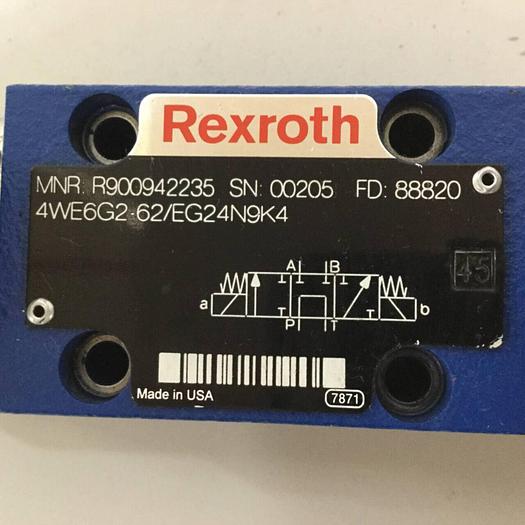 Rexroth
MNR: R900942235 SN: 00205 FD: 88820
4WE6G2-62/EG24N9K4
45
A B
a b
P T
Made in USA 7871